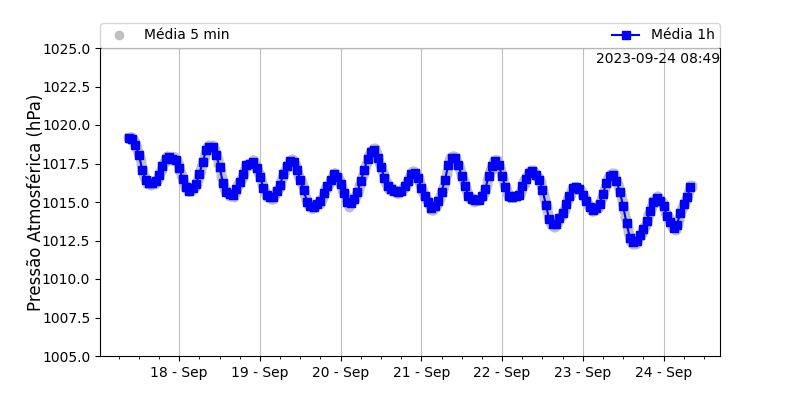 Média 5 min
Média 1h
2023-09-24 08:49
Pressão Atmosférica (hPa)
1025.0
1022.5
1020.0
1017.5
1015.0
1012.5
1010.0
1007.5
1005.0
18 - Sep
19 - Sep
20 - Sep
21 - Sep
22 - Sep
23 - Sep
24 - Sep